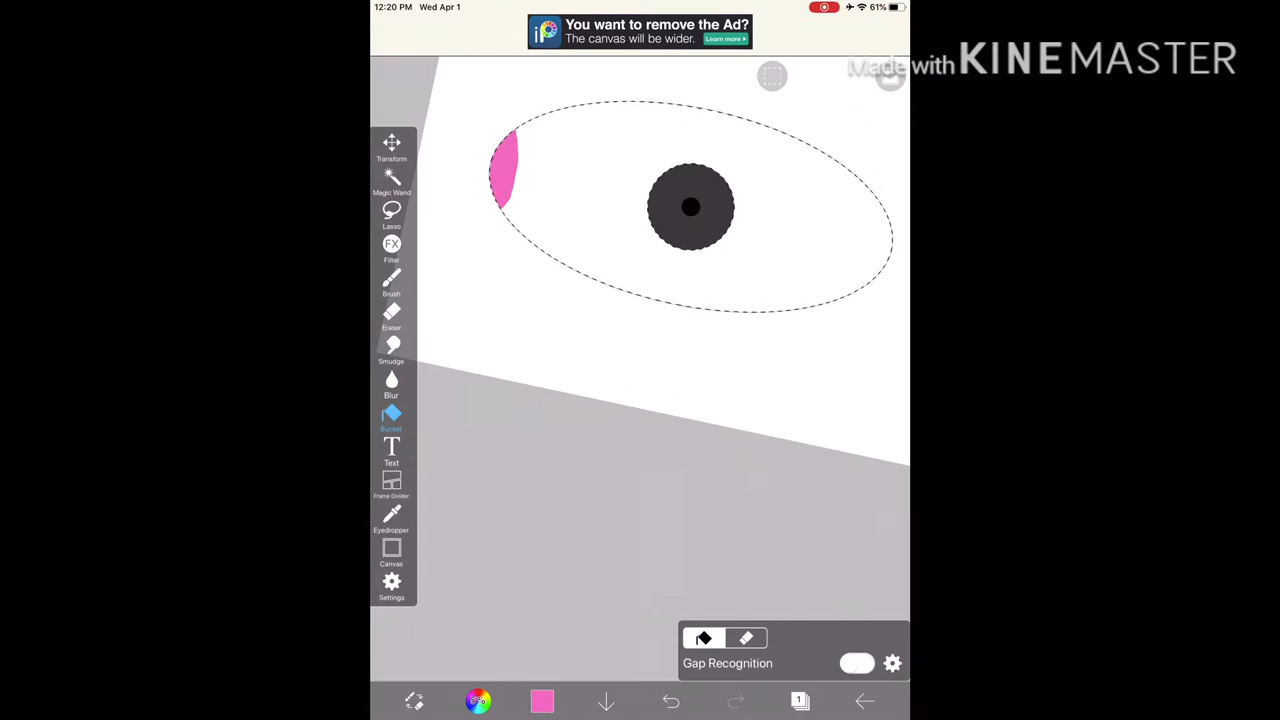 12:20 PM Wed Apr 1
61%
You want to remove the Ad?
The canvas will be wider.
Learn more
iP
Made with KINEMASTER
Transform
Magic Wand
Lasso
FX
Filter
Brush
Eraser
Smudge
Blur
Bucket
T
Text
Frame Divider
Eyedropper
Canvas
Settings
Gap Recognition
1